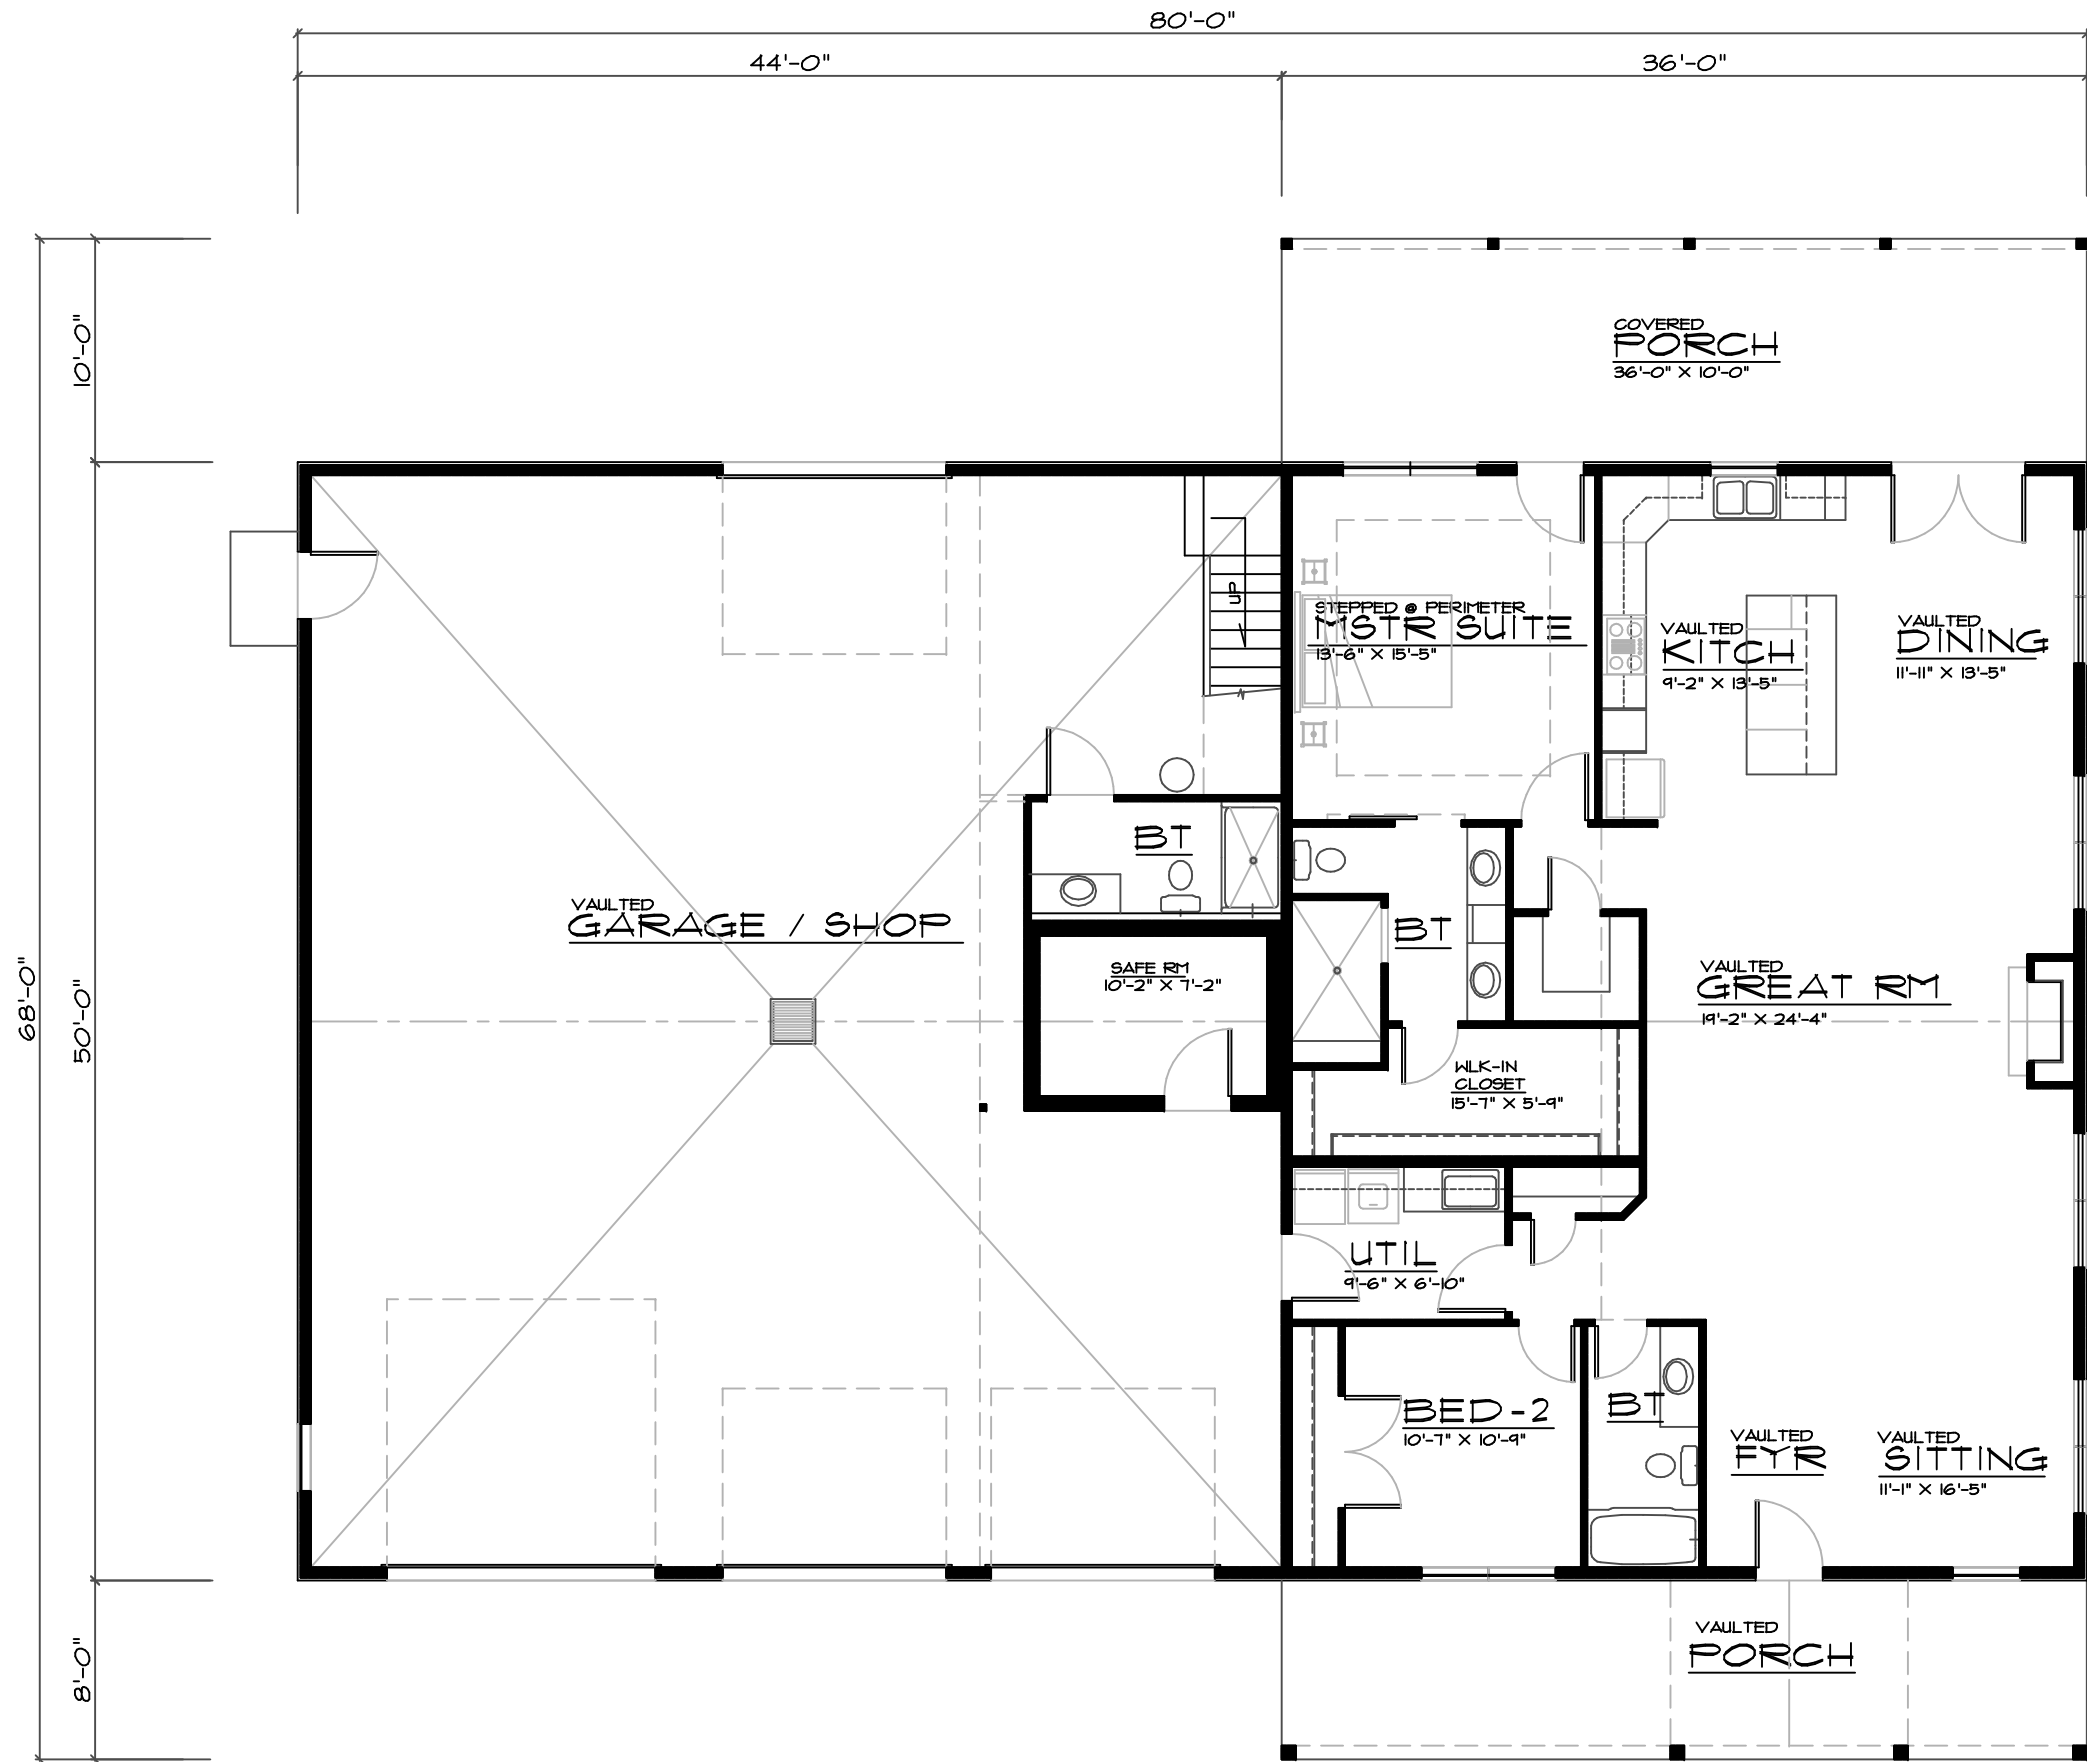 80'-0"
44'-0"
36'-0"
10'-0"
COVERED
PORCH
36'-0" X 10'-0"
UP
STEPPED @ PERIMETER
MSTR SUITE
13'-6" X 15'-5"
VAULTED
KITCH
9'-2" X 13'-5"
VAULTED
DINING
11'-11" X 13'-5"
BT
VAULTED
GARAGE / SHOP
BT
SAFE RM
10'-2" X 7'-2"
VAULTED
GREAT RM
19'-2" X 24'-4"
68'-0"
50'-0"
WLK-IN
CLOSET
15'-7" X 5'-9"
UTIL
9'-6" X 6'-10"
BED-2
10'-7" X 10'-9"
BT
VAULTED
FYR
VAULTED
SITTING
11'-1" X 16'-5"
8'-0"
VAULTED
PORCH